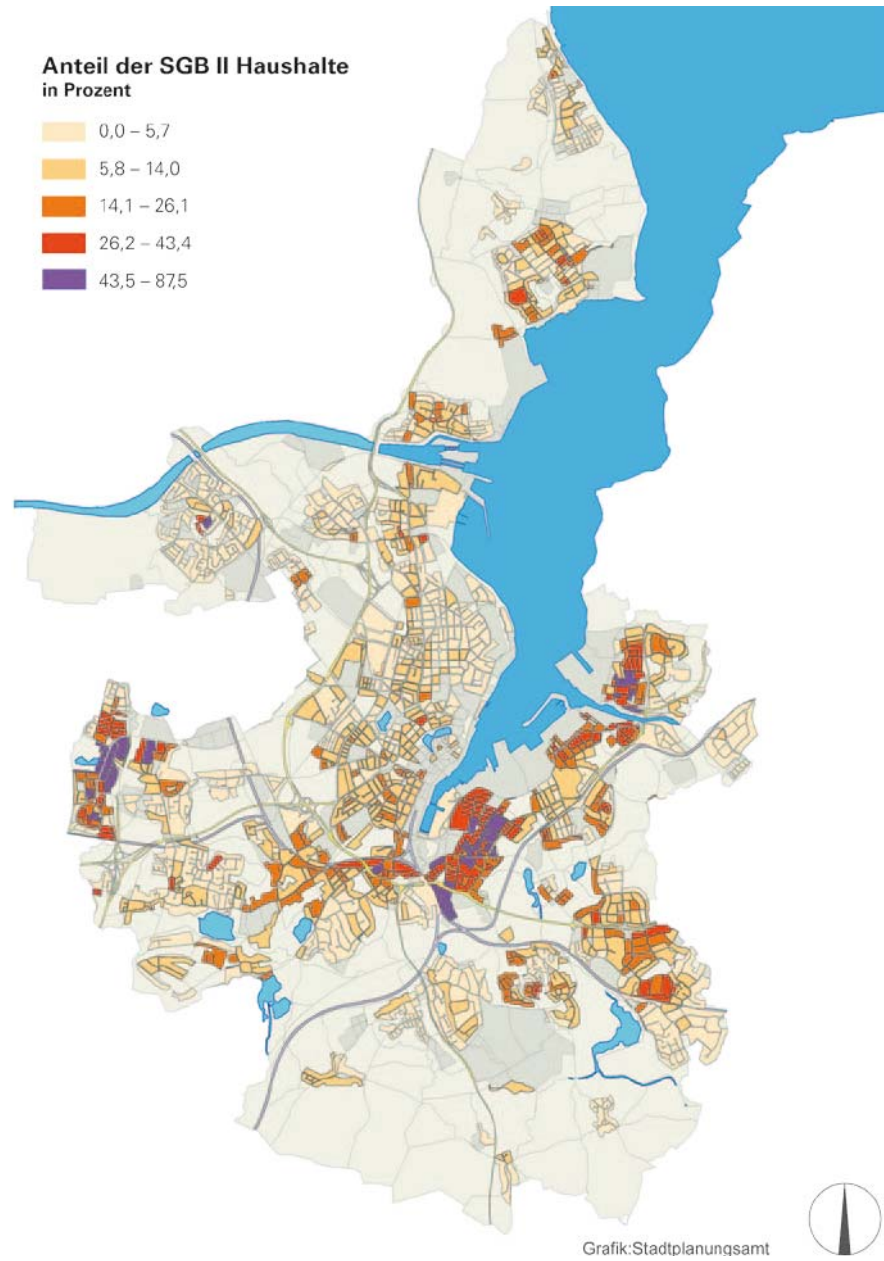 Anteil der SGB II Haushalte
in Prozent
0,0 – 5,7
5,8 – 14,0
14,1 – 26,1
26,2 – 43,4
43,5 – 87,5
Grafik:Stadtplanungsamt